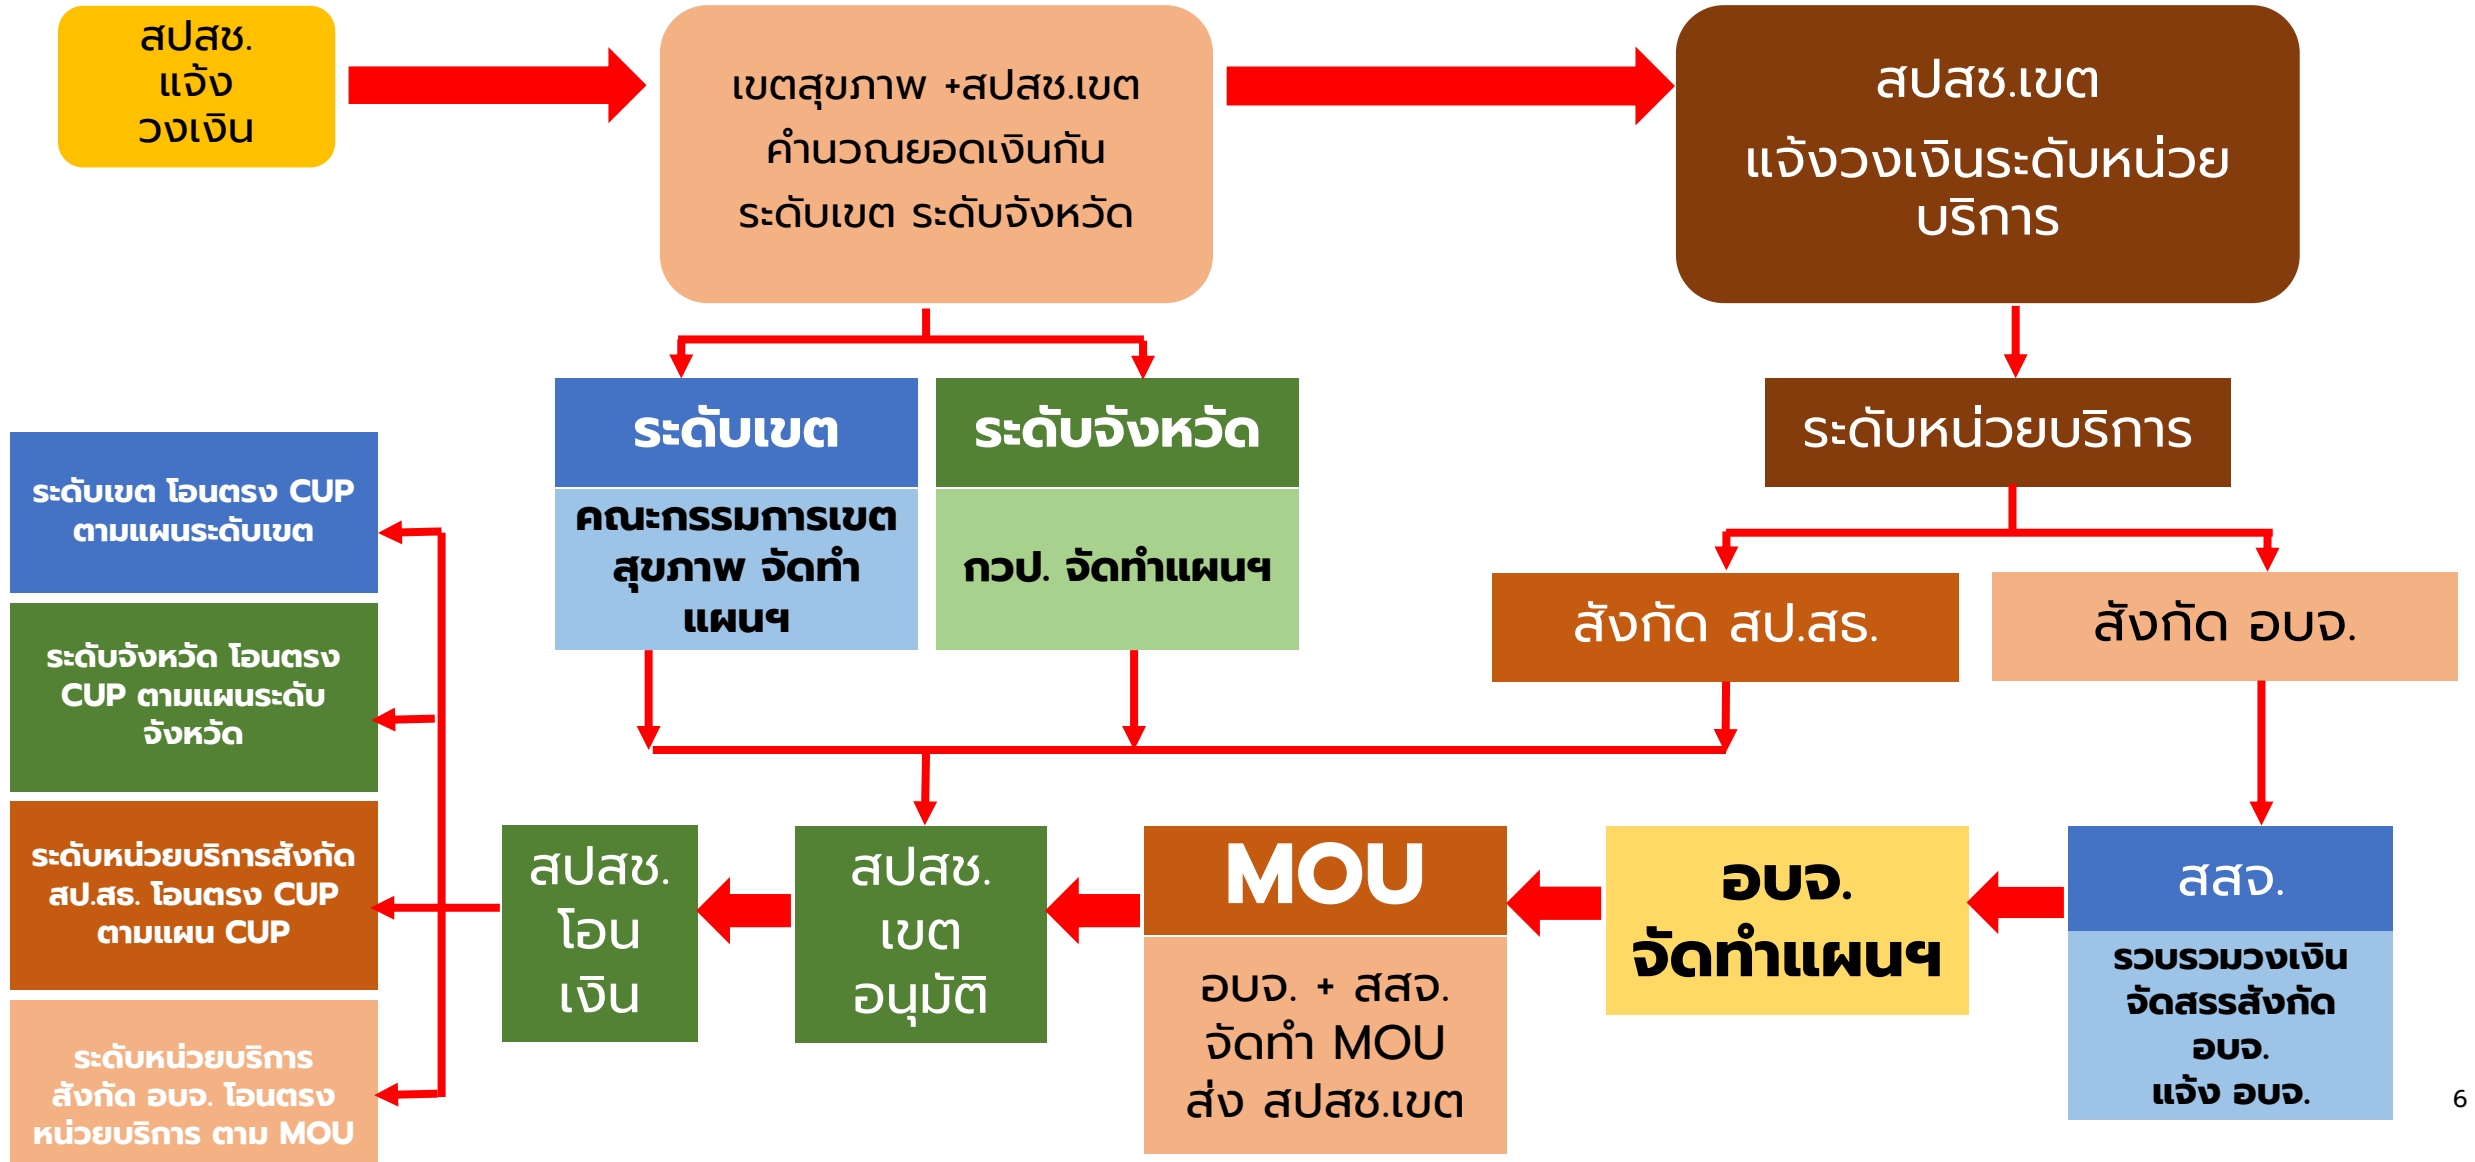 สปสช.
แจ้ง
วงเงิน
เขตสุขภาพ +สปสช.เขต
คำนวณยอดเงินกัน
ระดับเขต ระดับจังหวัด
สปสช.เขต
แจ้งวงเงินระดับหน่วย
บริการ
ระดับเขต
คณะกรรมการเขต
สุขภาพ จัดทำ
แผนฯ
ระดับจังหวัด
กวป. จัดทำแผนฯ
ระดับหน่วยบริการ
สังกัด สป.สธ.
สังกัด อบจ.
ระดับเขต โอนตรง CUP
ตามแผนระดับเขต
ระดับจังหวัด โอนตรง
CUP ตามแผนระดับ
จังหวัด
ระดับหน่วยบริการสังกัด
สป.สธ. โอนตรง CUP
ตามแผน CUP
ระดับหน่วยบริการ
สังกัด อบจ. โอนตรง
หน่วยบริการ ตาม MOU
สปสช.
โอน
เงิน
สปสช.
เขต
อนุมัติ
MOU
อบจ. + สสจ.
จัดทำ MOU
ส่ง สปสช.เขต
อบจ.
จัดทำแผนฯ
สสจ.
รวบรวมวงเงิน
จัดสรรสังกัด
อบจ.
แจ้ง อบจ.
6